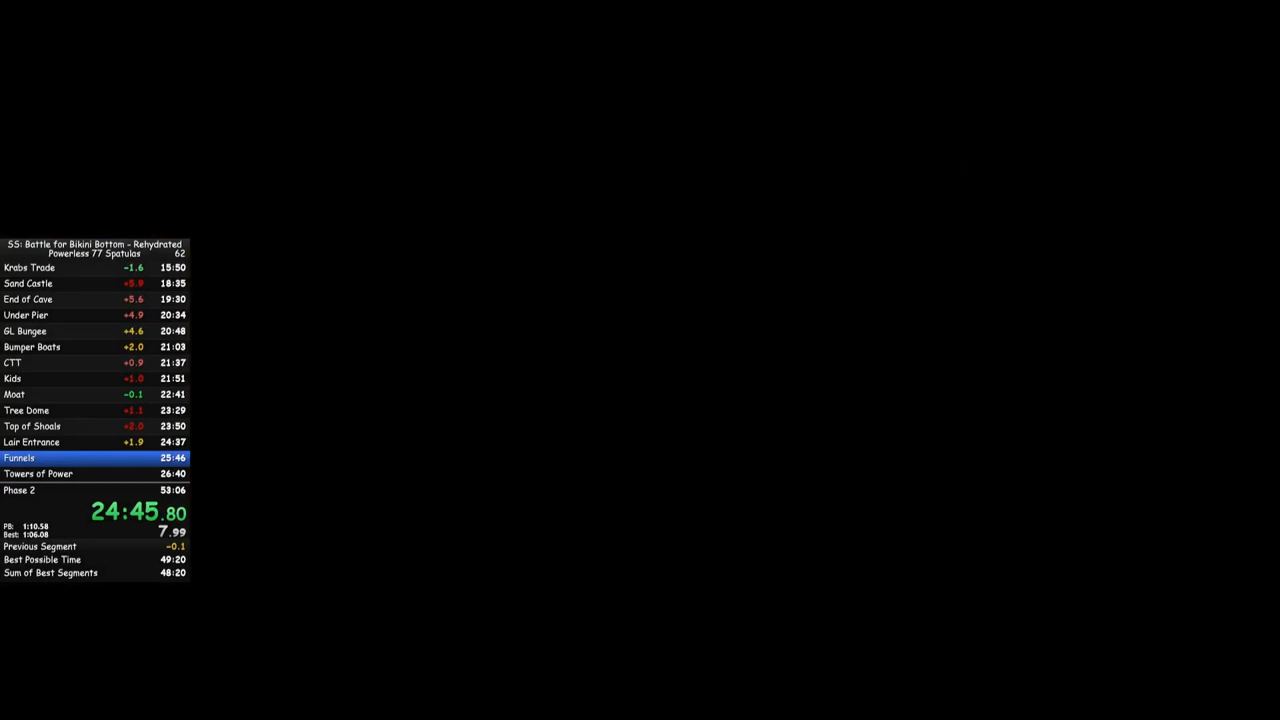 SS: Battle for Bikini Bottom - Rehydrated
Powerless 77 Spatulas 62
Krabs Trade -1.6 15:50
Sand Castle +5.9 18:35
End of Cave +5.6 19:30
Under Pier +4.9 20:34
GL Bungee +4.6 20:48
Bumper Boats +2.0 21:03
CTT +0.9 21:37
Kids +1.0 21:51
Moat -0.1 22:41
Tree Dome +1.1 23:29
Top of Shoals +2.0 23:50
Lair Entrance +1.9 24:37
Funnels 25:46
Towers of Power 26:40
Phase 2 53:06
24:45.80
PB: 1:10.58
Best: 1:06.08 7.99
Previous Segment -0.1
Best Possible Time 49:20
Sum of Best Segments 48:20